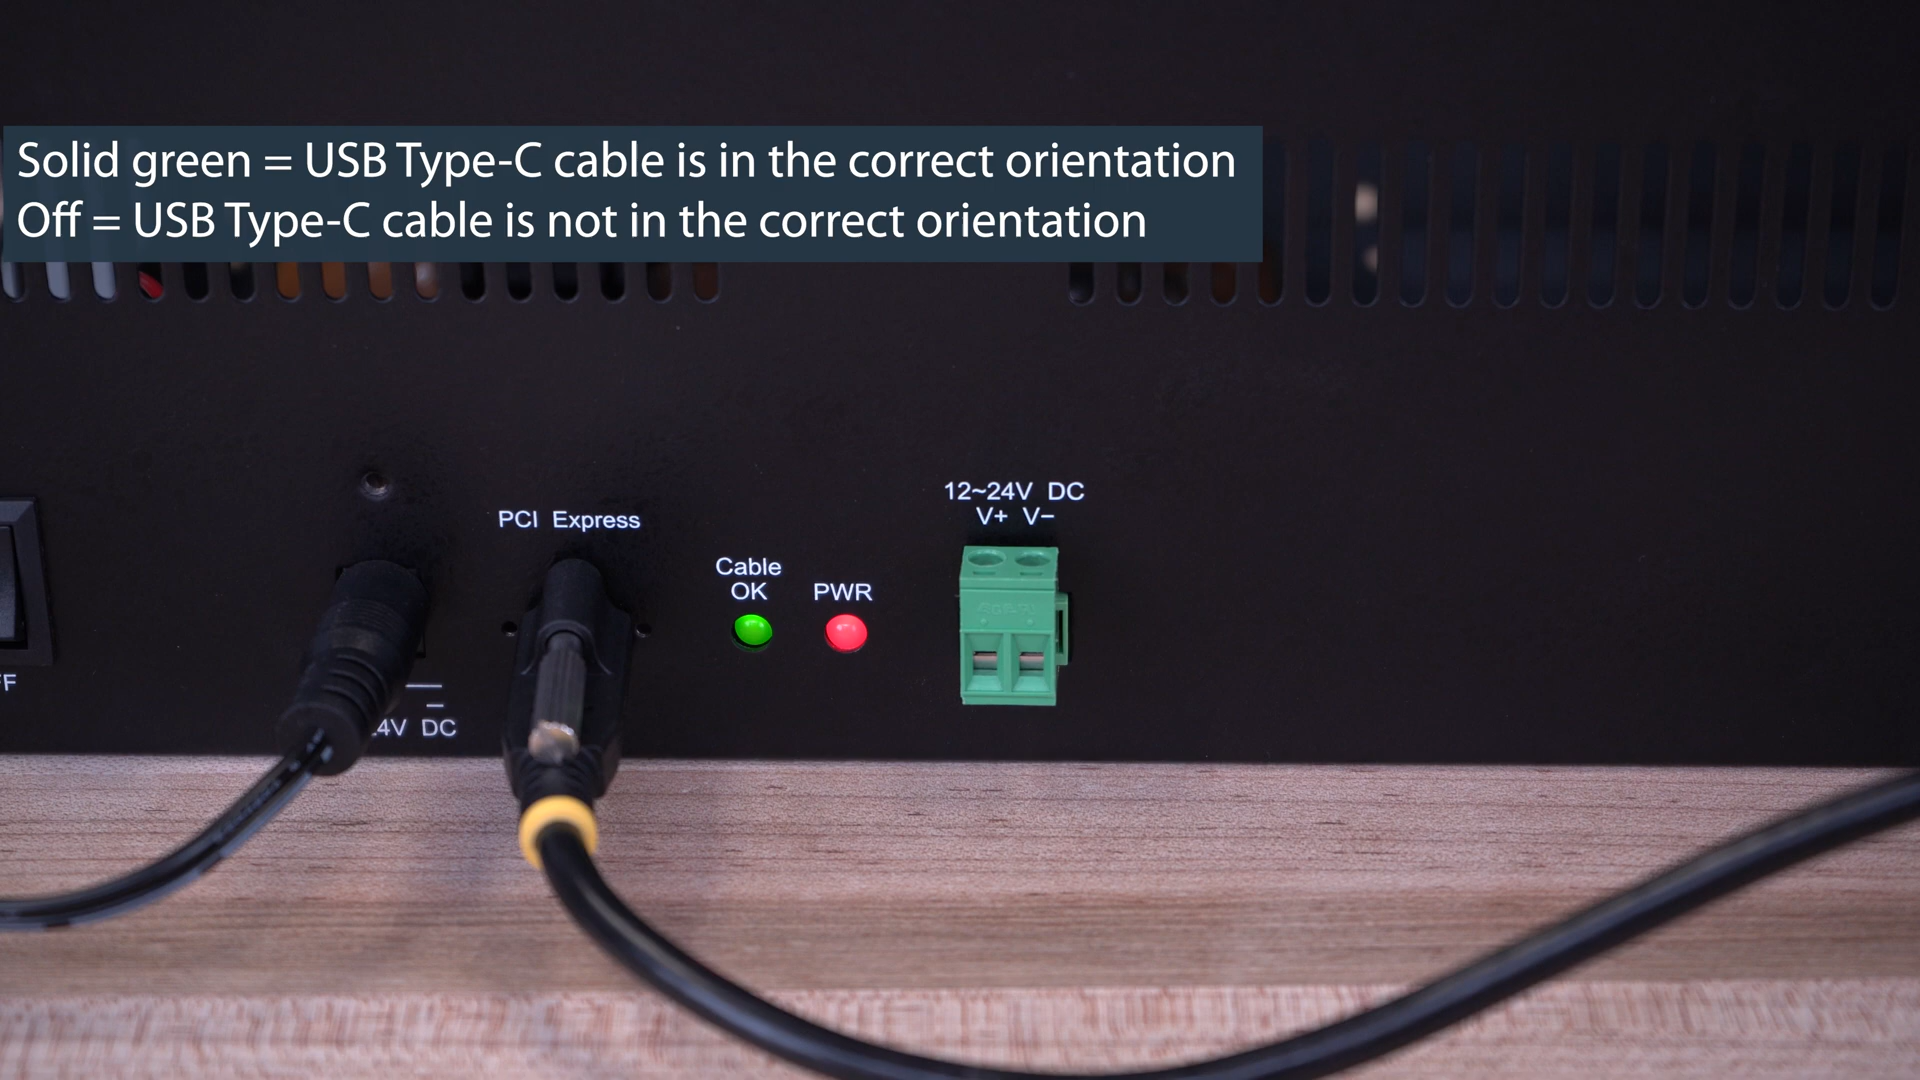 Solid green = USB Type-C cable is in the correct orientation
Off = USB Type-C cable is not in the correct orientation
12~24V DC
V+ V−
PCI Express
Cable
OK
PWR
4V DC